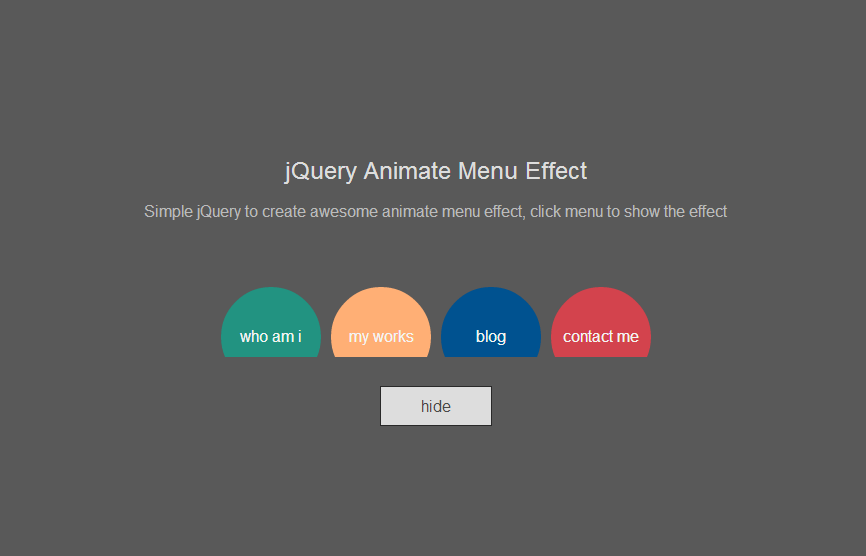 jQuery Animate Menu Effect
Simple jQuery to create awesome animate menu effect, click menu to show the effect
who am i
my works
blog
contact me
hide